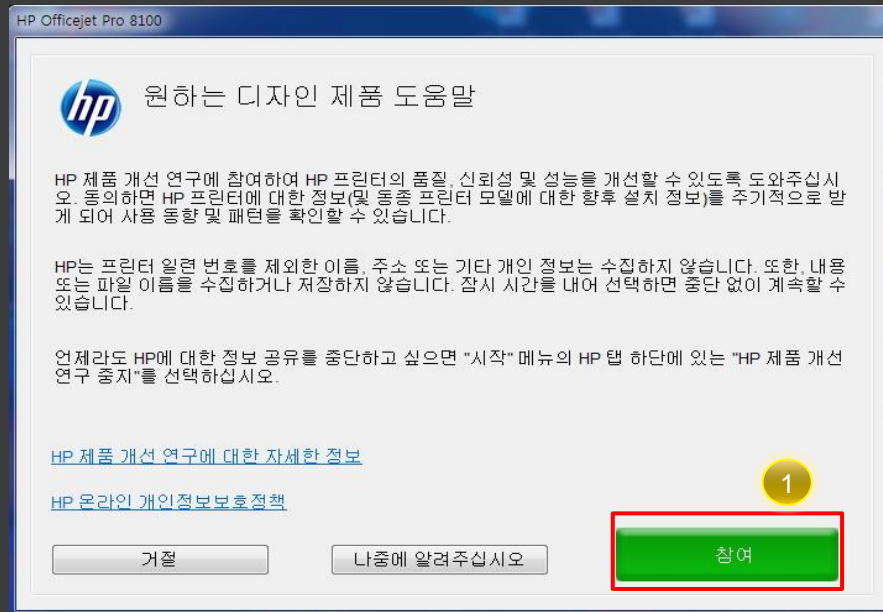 HP Officejet Pro 8100
hp
원하는 디자인 제품 도움말
HP 제품 개선 연구에 참여하여 HP 프린터의 품질, 신뢰성 및 성능을 개선할 수 있도록 도와주십시
오. 동의하면 HP 프린터에 대한 정보(및 동종 프린터 모델에 대한 향후 설치 정보)를 주기적으로 받
게 되어 사용 동향 및 패턴을 확인할 수 있습니다.
HP는 프린터 일련 번호를 제외한 이름, 주소 또는 기타 개인 정보는 수집하지 않습니다. 또한, 내용
또는 파일 이름을 수집하거나 저장하지 않습니다. 잠시 시간을 내어 선택하면 중단 없이 계속할 수
있습니다.
언제라도 HP에 대한 정보 공유를 중단하고 싶으면 "시작" 메뉴의 HP 탭 하단에 있는 "HP 제품 개선
연구 중지"를 선택하십시오.
HP 제품 개선 연구에 대한 자세한 정보
1
HP 온라인 개인정보보호정책
거절
나중에 알려주십시오
참여